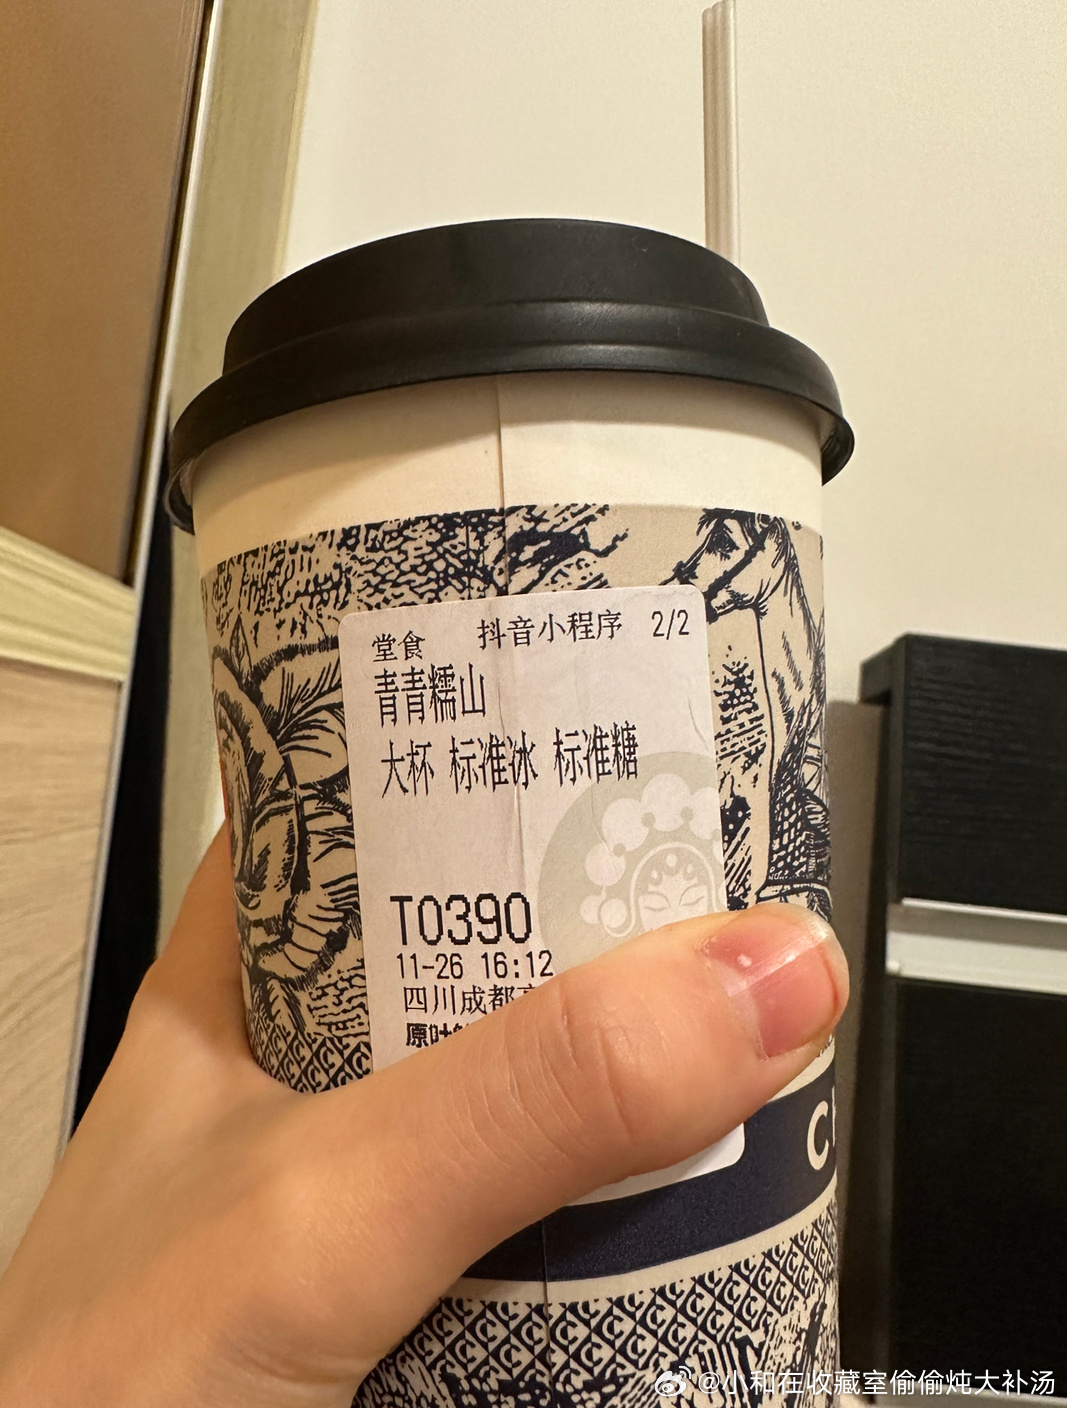 堂食 抖音小程序 2/2
青青糯山
大杯 标准冰 标准糖
T0390
11-26 16:12
四川成都
原叶
C
@小和在收藏室偷偷炖大补汤